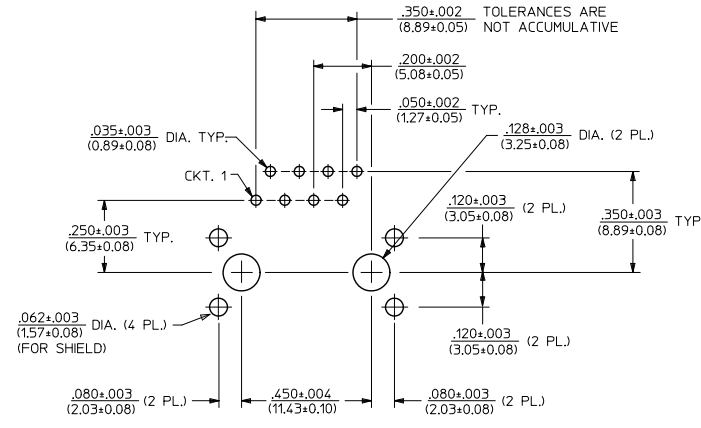 .350±.002 TOLERANCES ARE
(8.89±0.05) NOT ACCUMULATIVE
.200±.002
(5.08±0.05)
.050±.002 TYP.
(1.27±0.05)
.035±.003 DIA. TYP.
(0.89±0.08)
.128±.003 DIA. (2 PL.)
(3.25±0.08)
CKT. 1
.120±.003 (2 PL.)
(3.05±0.08)
.350±.003 TYP
(8.89±0.08)
.250±.003 TYP.
(6.35±0.08)
.062±.003 DIA. (4 PL.)
(1.57±0.08)
(FOR SHIELD)
.120±.003 (2 PL.)
(3.05±0.08)
.080±.003 (2 PL.)
(2.03±0.08)
.450±.004
(11.43±0.10)
.080±.003 (2 PL.)
(2.03±0.08)